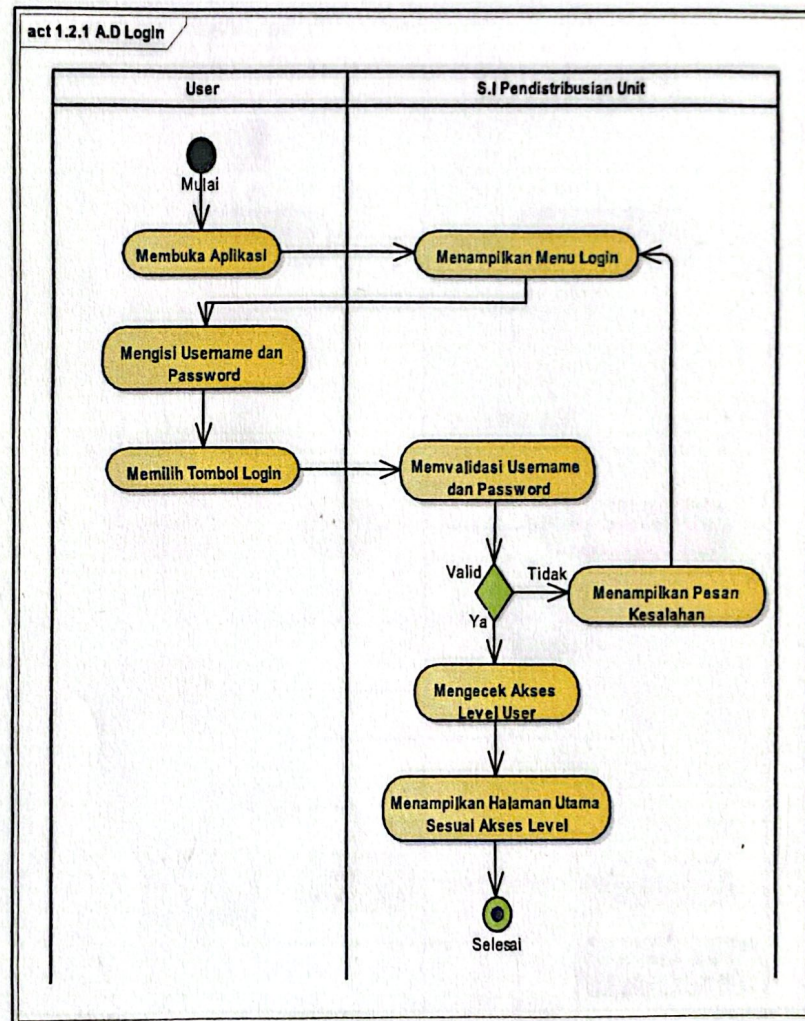 act 1.2.1 A.D Login
User
S.I Pendistribusian Unit
Mulai
Membuka Aplikasi
Menampilkan Menu Login
Mengisi Username dan
Password
Memilih Tombol Login
Memvalidasi Username
dan Password
Valid
Tidak
Menampilkan Pesan
Kesalahan
Ya
Mengecek Akses
Level User
Menampilkan Halaman Utama
Sesuai Akses Level
Selesai